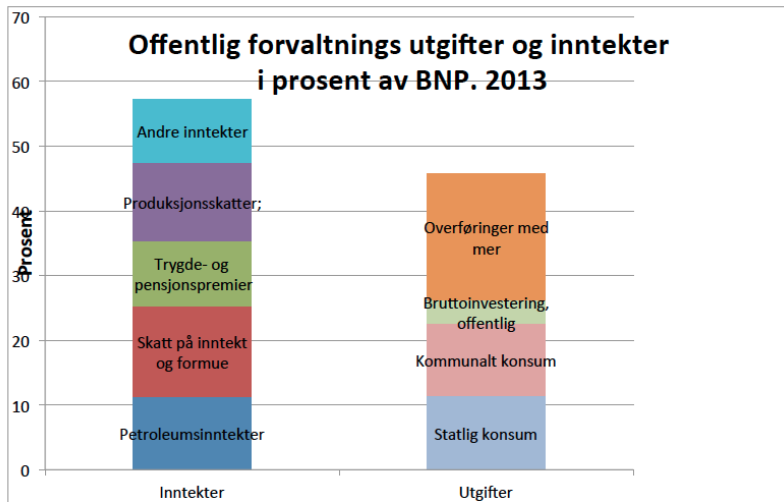 Offentlig forvaltnings utgifter og inntekter
i prosent av BNP. 2013
Prosent
70
60
50
40
30
20
10
0
Andre inntekter
Produksjonsskatter;
Trygde- og
pensjonspremier
Skatt på inntekt
og formue
Petroleumsinntekter
Overføringer med
mer
Bruttoinvestering,
offentlig
Kommunalt konsum
Statlig konsum
Inntekter
Utgifter